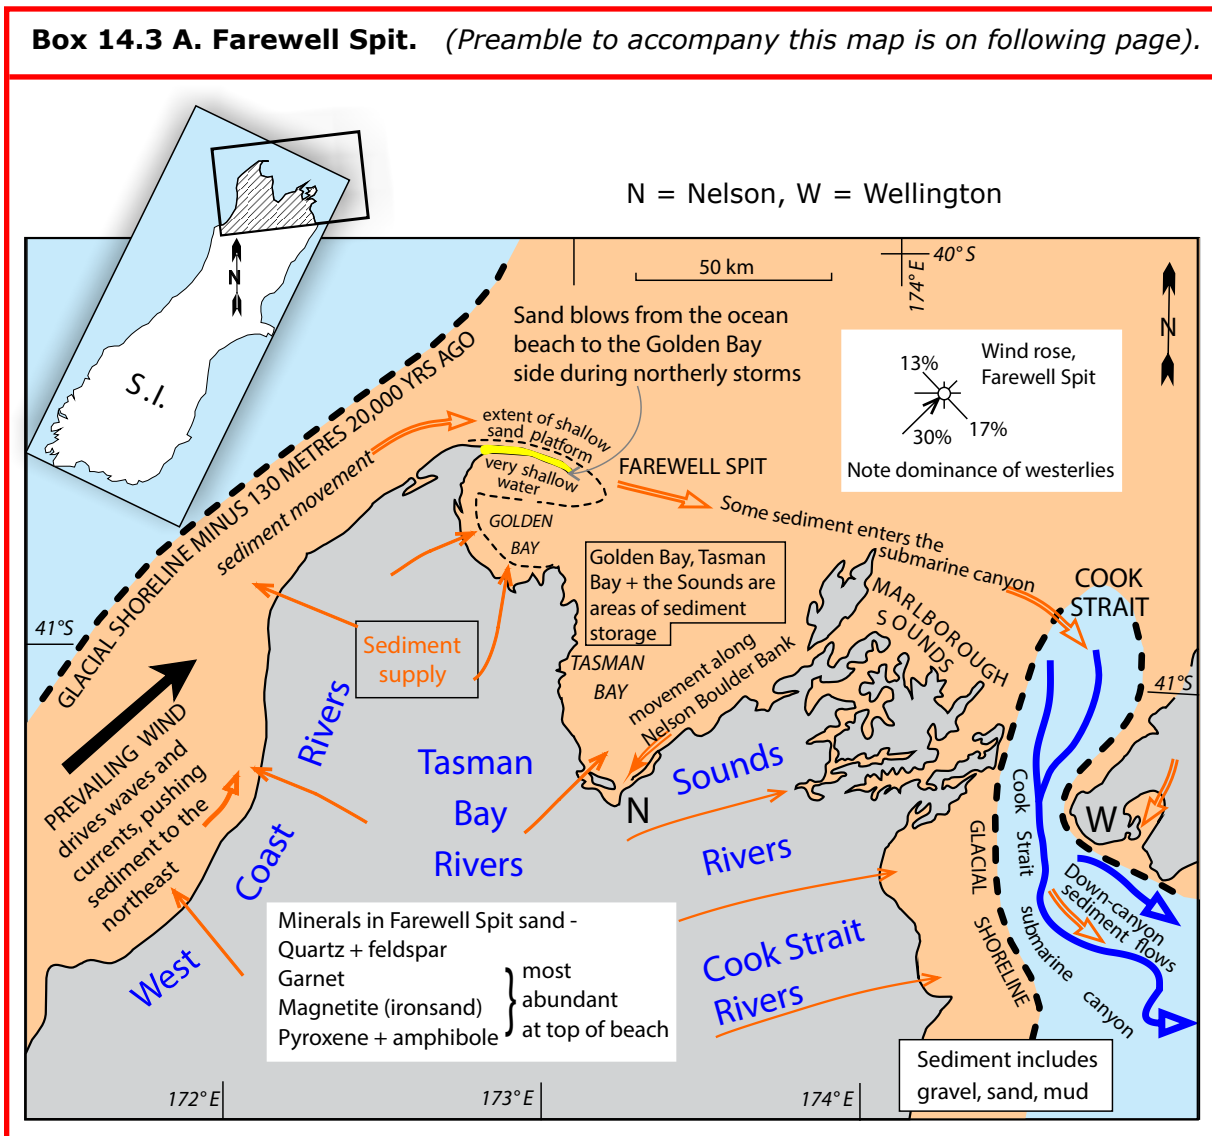 Box 14.3 A. Farewell Spit. (Preamble to accompany this map is on following page).
N = Nelson, W = Wellington
N
S.I.
50 km
40° S
174° E
N
Sand blows from the ocean
beach to the Golden Bay
side during northerly storms
Wind rose,
Farewell Spit
13%
30%
17%
Note dominance of westerlies
GLACIAL SHORELINE MINUS 130 METRES 20,000 YRS AGO
sediment movement
extent of shallow
sand platform
very shallow
water
FAREWELL SPIT
GOLDEN
BAY
Some sediment enters the
submarine canyon
Golden Bay, Tasman
Bay + the Sounds are
areas of sediment
storage
COOK
STRAIT
MARLBOROUGH
SOUNDS
41°S
Sediment
supply
TASMAN
BAY
movement along
Nelson Boulder Bank
41°S
PREVAILING WIND
drives waves and
currents, pushing
sediment to the
northeast
West
Coast
Rivers
Tasman
Bay
Rivers
N
Sounds
Rivers
Cook Strait
Rivers
W
GLACIAL
SHORELINE
Cook Strait submarine canyon
Down-canyon
sediment flows
Minerals in Farewell Spit sand -
Quartz + feldspar
Garnet
Magnetite (ironsand)
Pyroxene + amphibole
most
abundant
at top of beach
Sediment includes
gravel, sand, mud
172° E
173° E
174° E